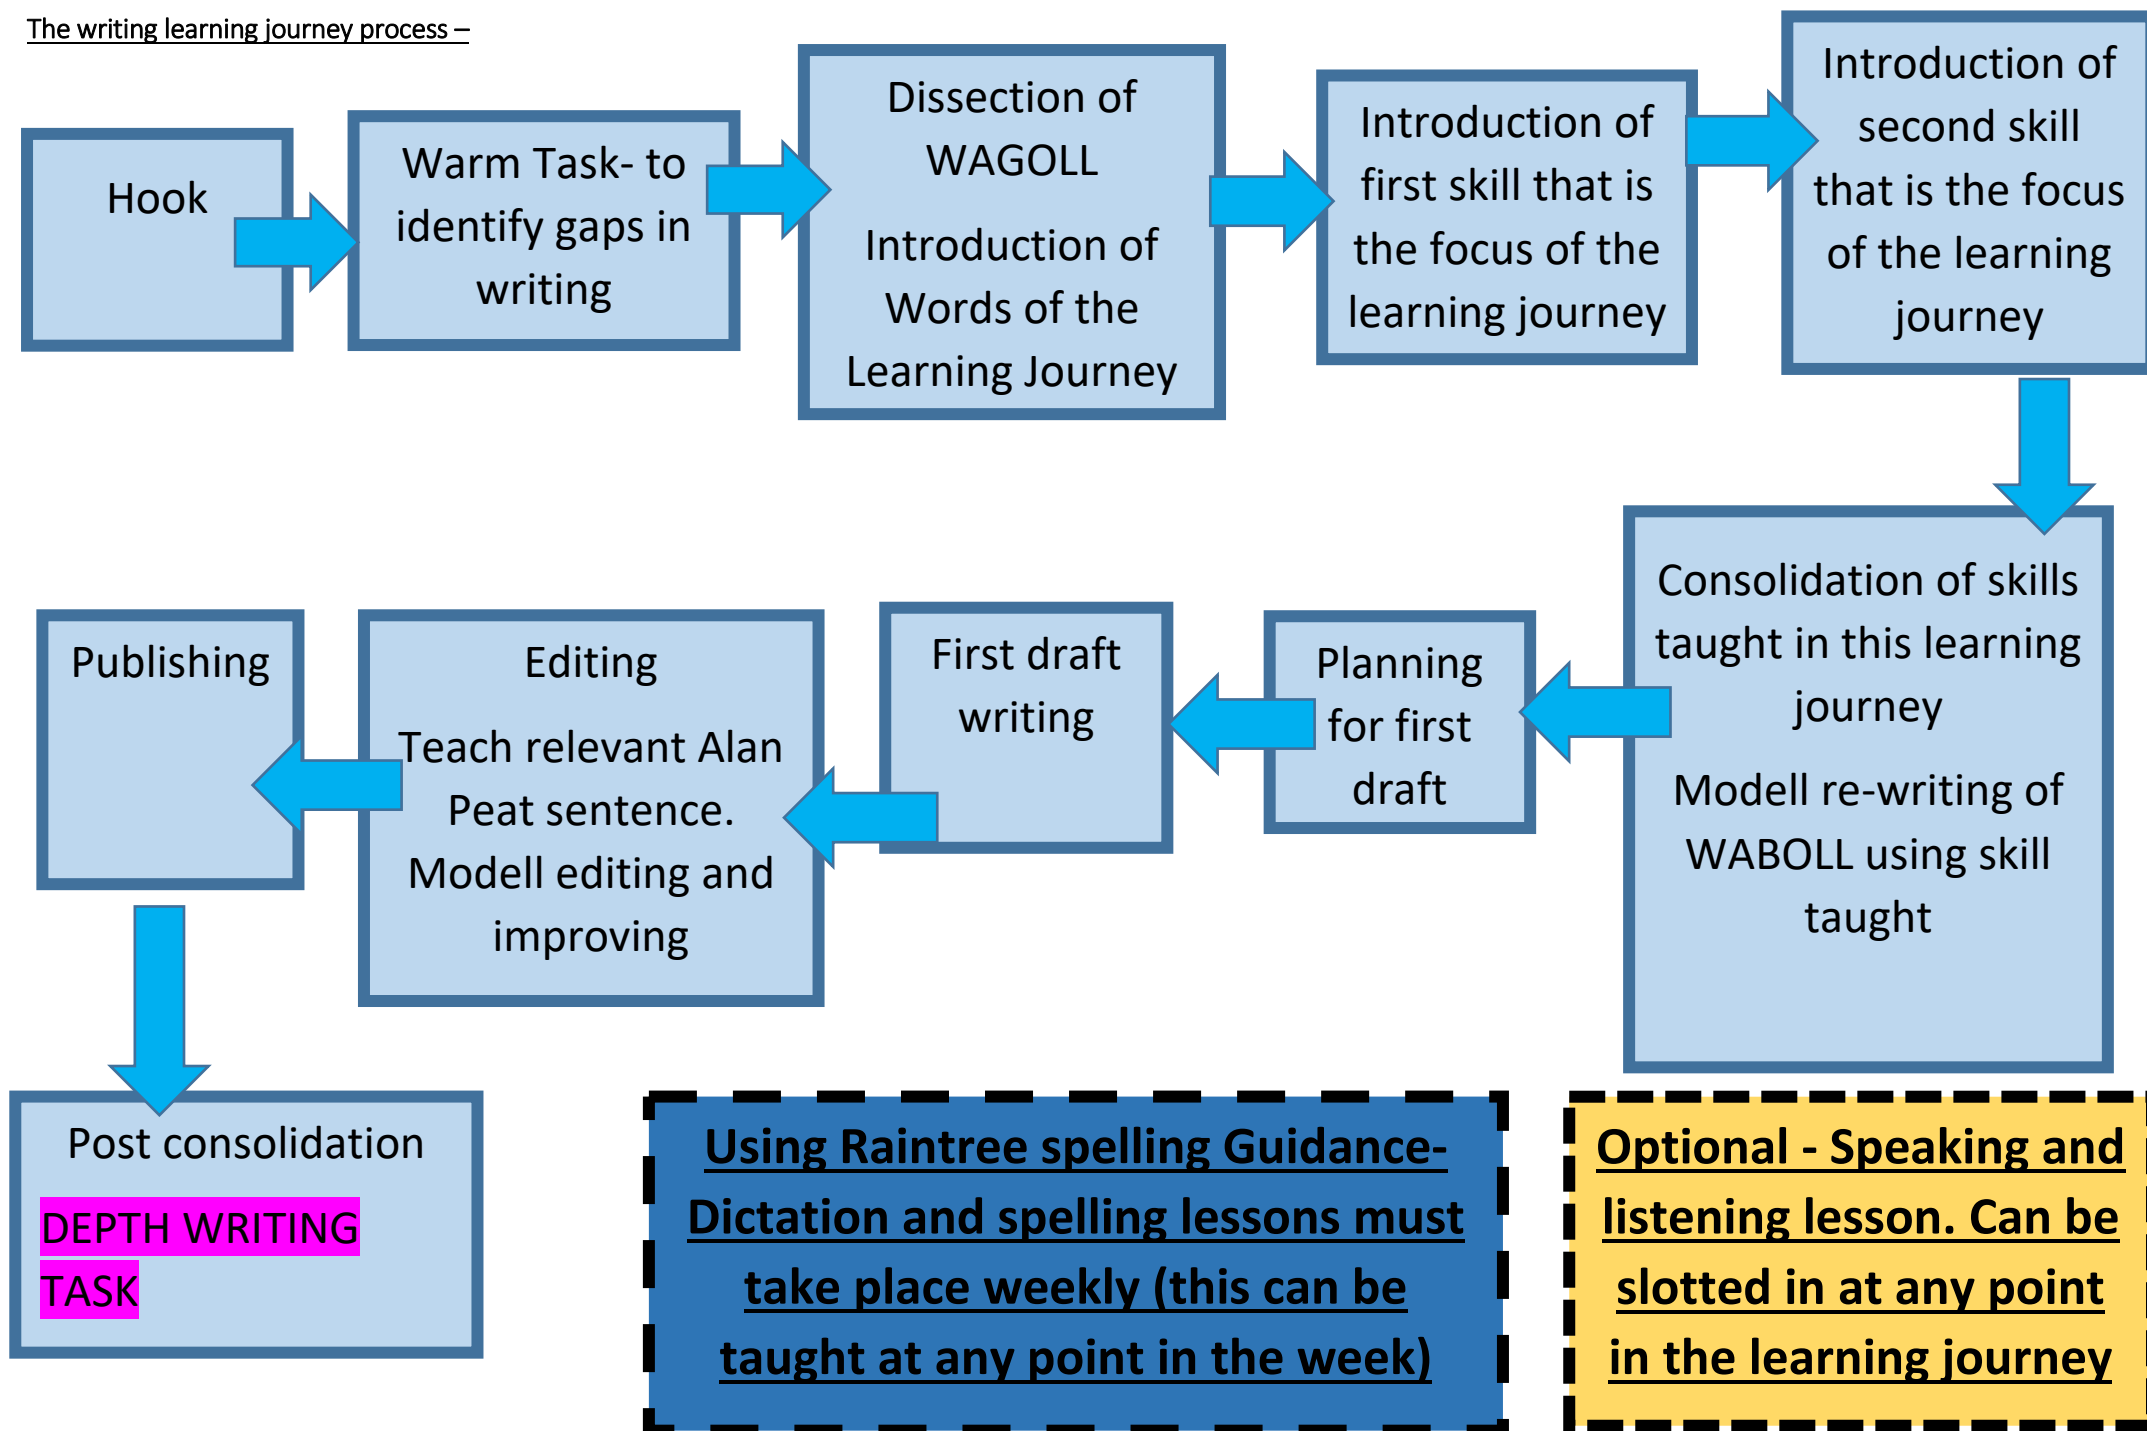 The writing learning journey process –
Hook
Warm Task- to
identify gaps in
writing
Dissection of
WAGOLL
Introduction of
Words of the
Learning Journey
Introduction of
first skill that is
the focus of the
learning journey
Introduction of
second skill
that is the focus
of the learning
journey
Consolidation of skills
taught in this learning
journey
Modell re-writing of
WABOLL using skill
taught
Planning
for first
draft
First draft
writing
Editing
Teach relevant Alan
Peat sentence.
Modell editing and
improving
Publishing
Post consolidation
DEPTH WRITING
TASK
Using Raintree spelling Guidance-
Dictation and spelling lessons must
take place weekly (this can be
taught at any point in the week)
Optional - Speaking and
listening lesson. Can be
slotted in at any point
in the learning journey